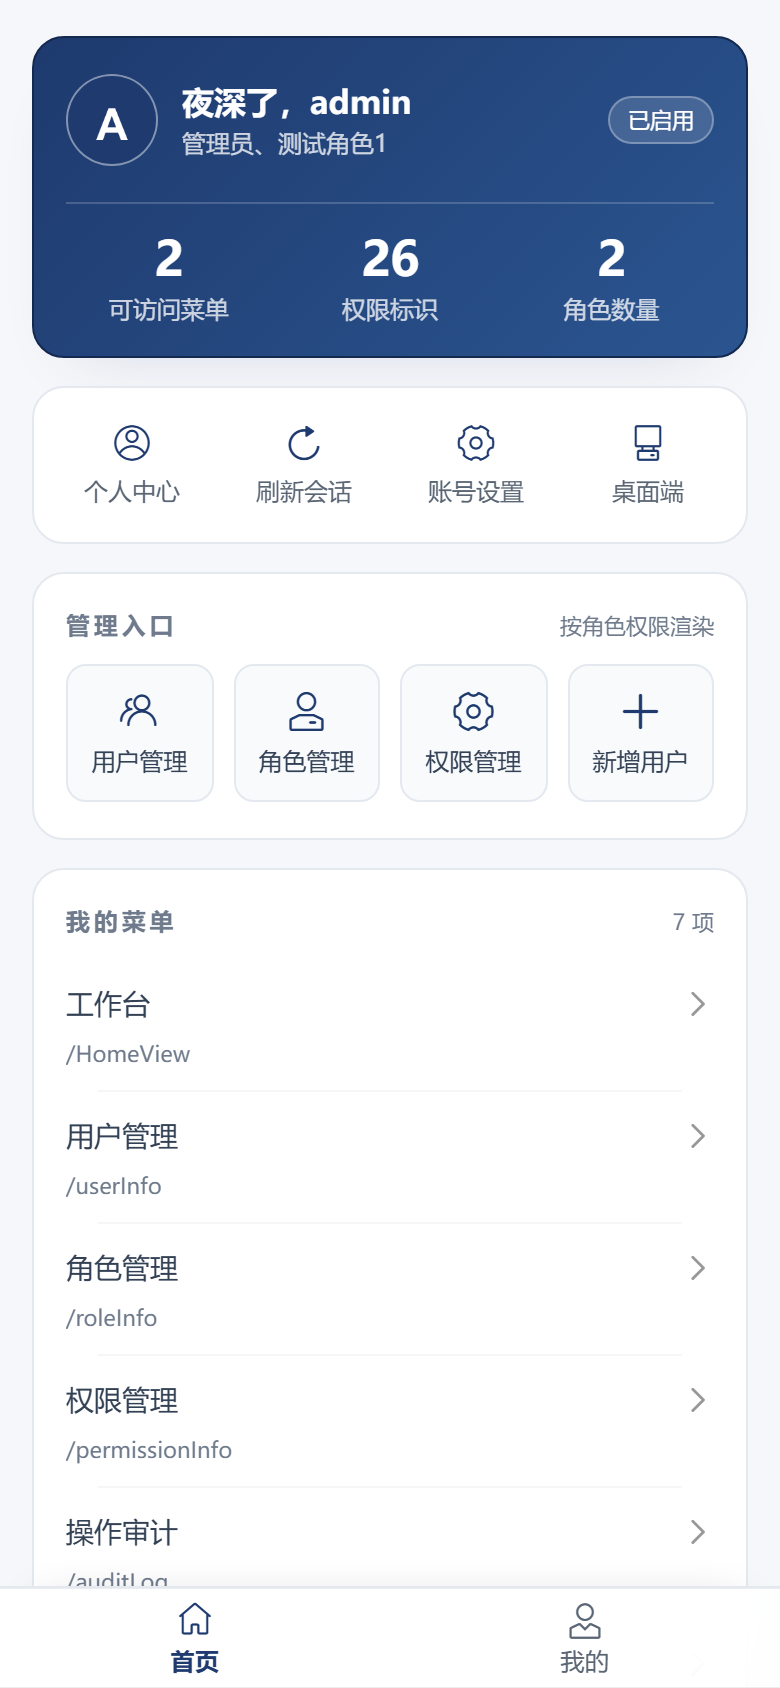 A
夜深了，admin
管理员、测试角色1
已启用
2
可访问菜单
26
权限标识
2
角色数量
个人中心
刷新会话
账号设置
桌面端
管理入口
按角色权限渲染
用户管理
角色管理
权限管理
新增用户
我的菜单
7 项
工作台
/HomeView
用户管理
/userInfo
角色管理
/roleInfo
权限管理
/permissionInfo
操作审计
/auditLog
首页
我的